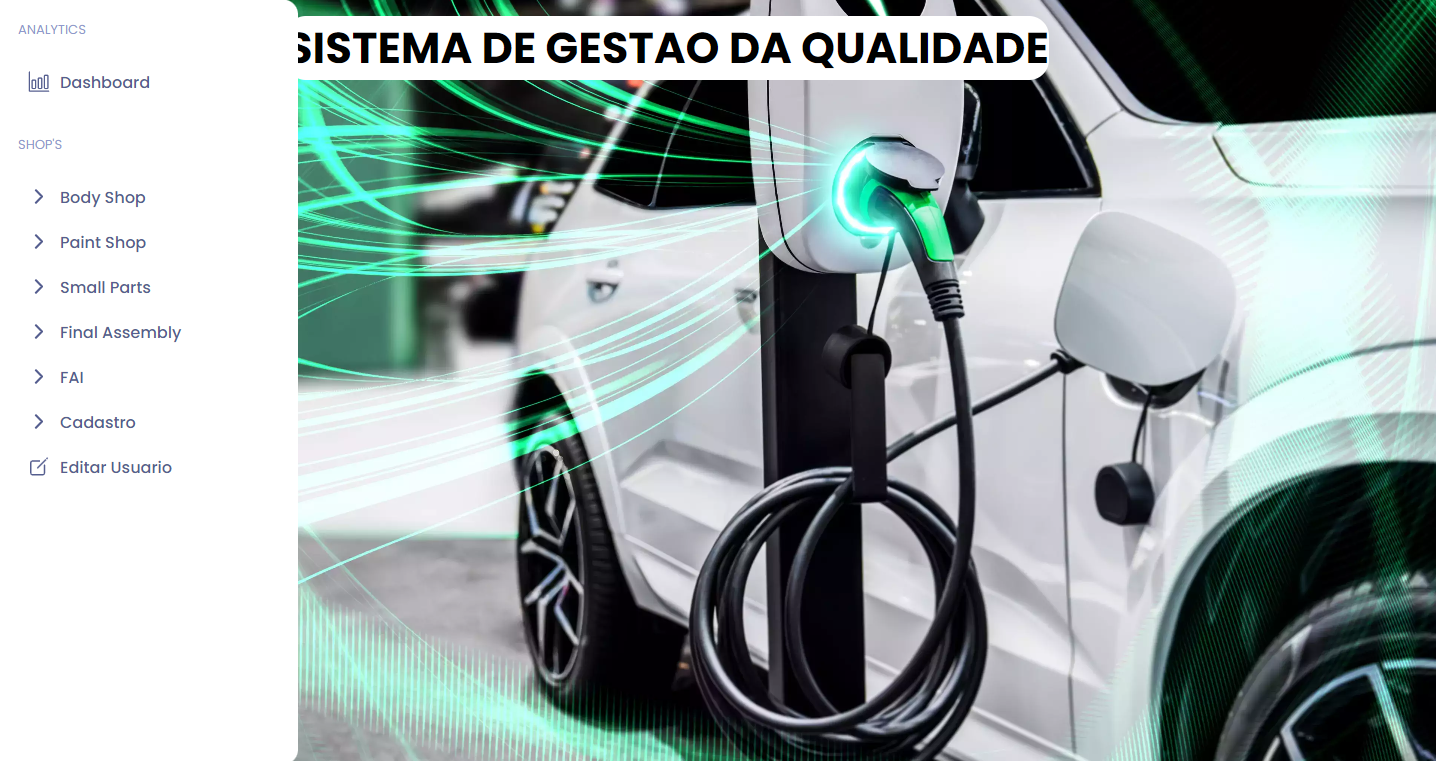 ANALYTICS
Dashboard
SHOP'S
Body Shop
Paint Shop
Small Parts
Final Assembly
FAI
Cadastro
Editar Usuario
SISTEMA DE GESTAO DA QUALIDADE